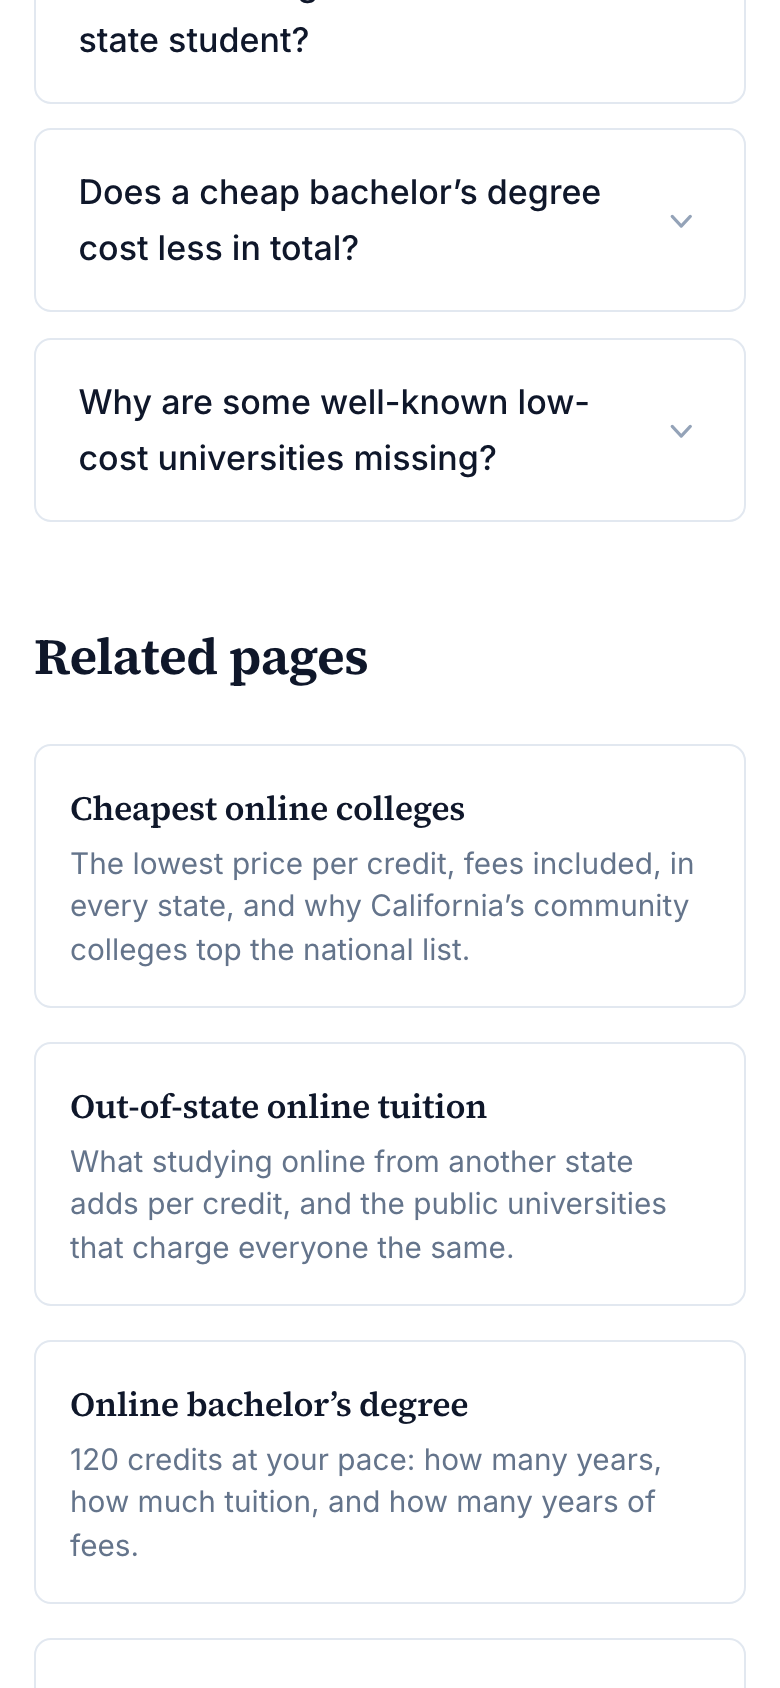 state student?
Does a cheap bachelor’s degree
cost less in total?
Why are some well-known low-
cost universities missing?
Related pages
Cheapest online colleges
The lowest price per credit, fees included, in
every state, and why California’s community
colleges top the national list.
Out-of-state online tuition
What studying online from another state
adds per credit, and the public universities
that charge everyone the same.
Online bachelor’s degree
120 credits at your pace: how many years,
how much tuition, and how many years of
fees.